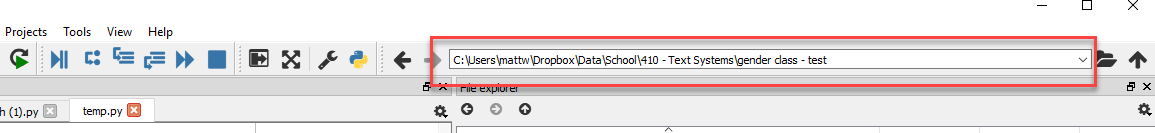 Projects Tools View Help
C:\Users\mattw\Dropbox\Data\School\410 - Text Systems\gender class - test
File explorer
h (1).py temp.py